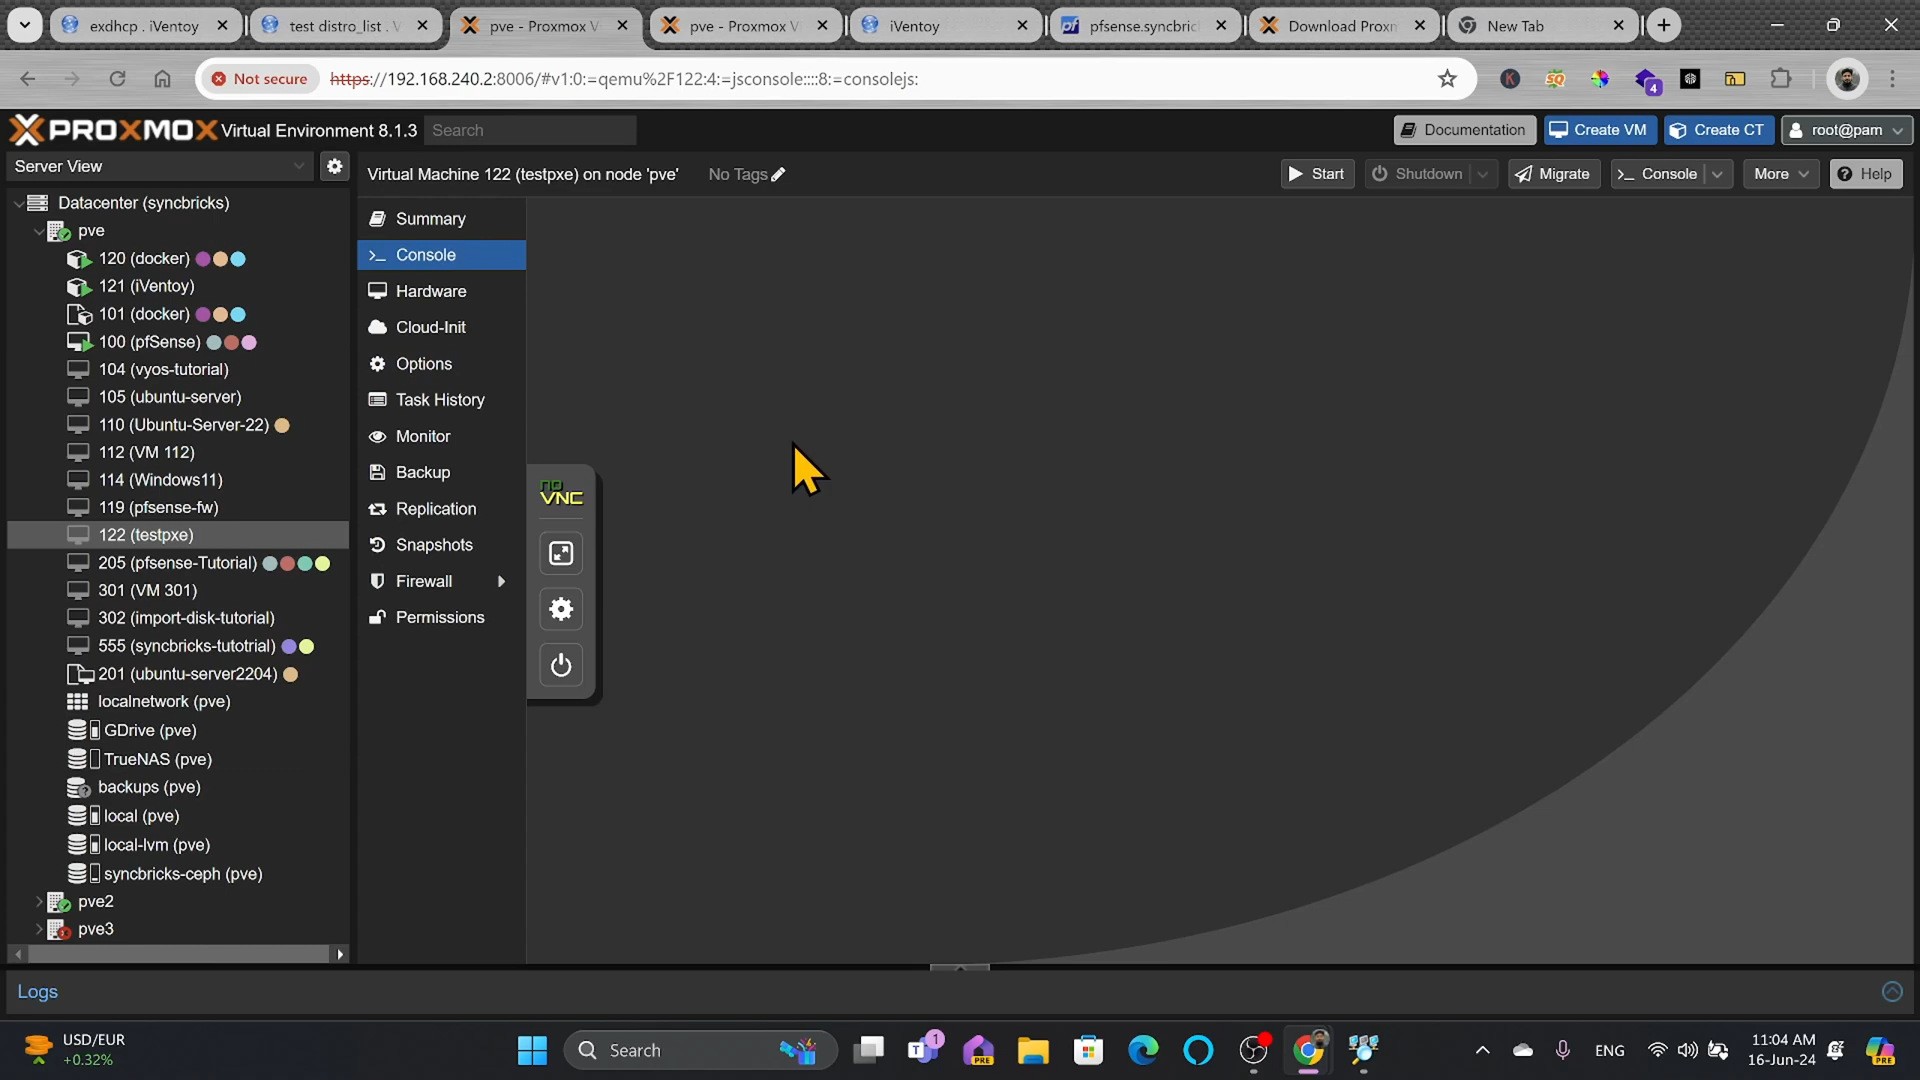 exdhcp . iVentoy
test distro_list . V
pve - Proxmox V
pve - Proxmox V
iVentoy
pfsense.syncbric
Download Proxm
New Tab
Not secure
https://192.168.240.2:8006/#v1:0:=qemu%2F122:4:=jsconsole::::8:=consolejs:
4
PROXMOX Virtual Environment 8.1.3
Search
Documentation
Create VM
Create CT
root@pam
Server View
Virtual Machine 122 (testpxe) on node 'pve'
No Tags
Start
Shutdown
Migrate
>_ Console
More
Help
Datacenter (syncbricks)
pve
120 (docker)
121 (iVentoy)
101 (docker)
100 (pfSense)
104 (vyos-tutorial)
105 (ubuntu-server)
110 (Ubuntu-Server-22)
112 (VM 112)
114 (Windows11)
119 (pfsense-fw)
122 (testpxe)
205 (pfsense-Tutorial)
301 (VM 301)
302 (import-disk-tutorial)
555 (syncbricks-tutotrial)
201 (ubuntu-server2204)
localnetwork (pve)
GDrive (pve)
TrueNAS (pve)
backups (pve)
local (pve)
local-lvm (pve)
syncbricks-ceph (pve)
pve2
pve3
Summary
>_ Console
Hardware
Cloud-Init
Options
Task History
Monitor
Backup
Replication
Snapshots
Firewall
Permissions
no
VNC
Logs
USD/EUR
+0.32%
Search
1
PRE
ENG
11:04 AM
16-Jun-24
PRE